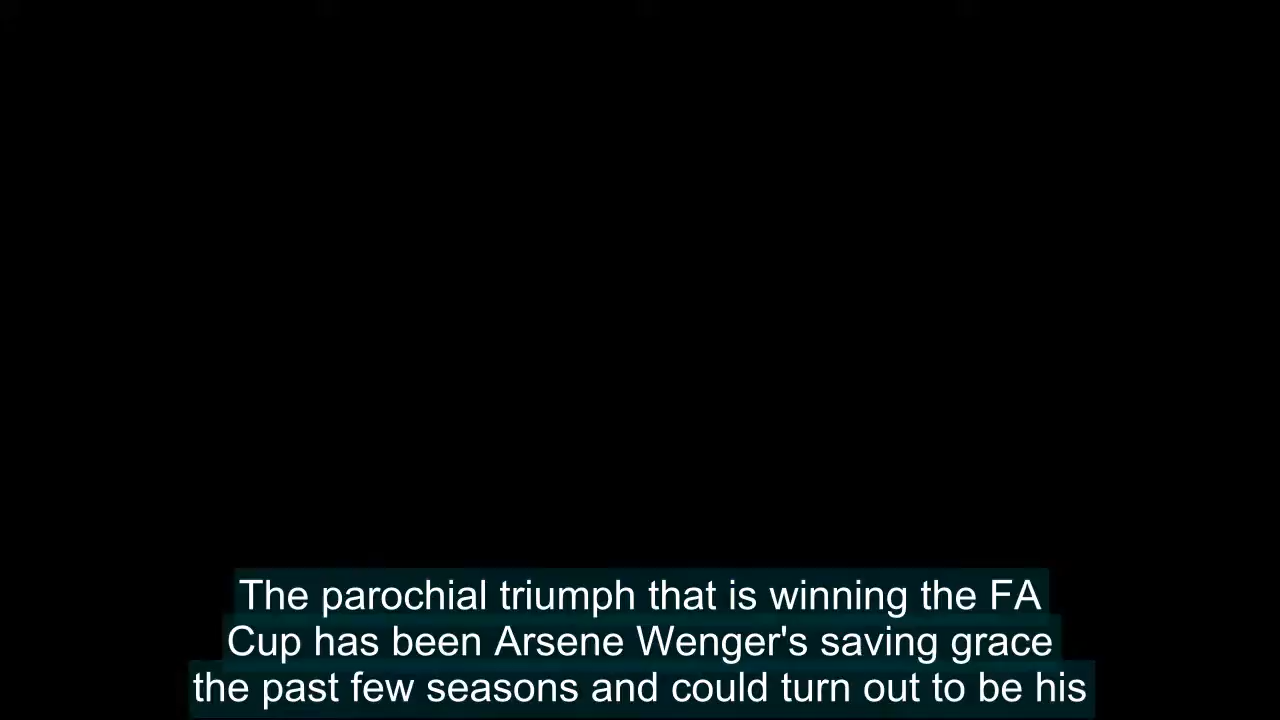 The parochial triumph that is winning the FA
Cup has been Arsene Wenger's saving grace
the past few seasons and could turn out to be his